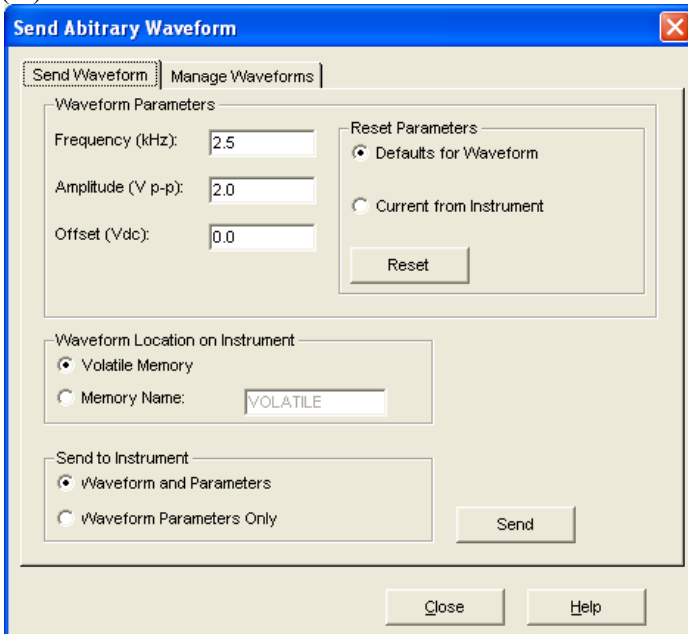 Send Abitrary Waveform
Send Waveform Manage Waveforms
Waveform Parameters
Frequency (kHz): 2.5
Amplitude (V p-p): 2.0
Offset (Vdc): 0.0
Reset Parameters
Defaults for Waveform
Current from Instrument
Reset
Waveform Location on Instrument
Volatile Memory
Memory Name: VOLATILE
Send to Instrument
Waveform and Parameters
Waveform Parameters Only
Send
Close Help